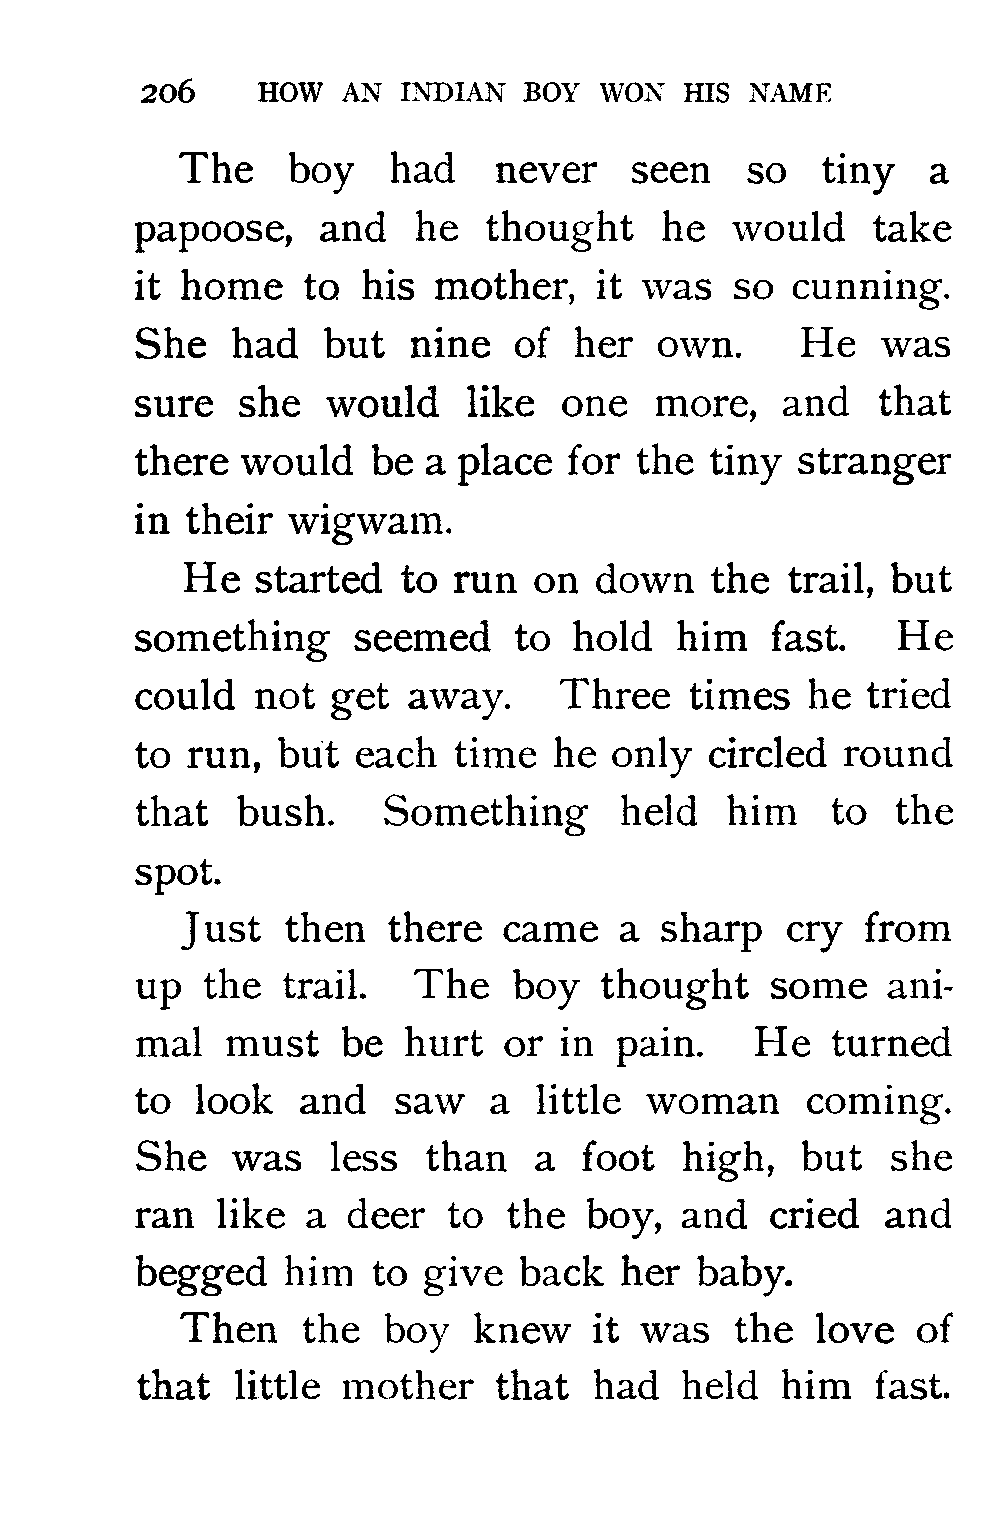 206 HOW AN INDIAN BOY WON HIS NAME
The boy had never seen so tiny a
papoose, and he thought he would take
it home to his mother, it was so cunning.
She had but nine of her own. He was
sure she would like one more, and that
there would be a place for the tiny stranger
in their wigwam.
He started to run on down the trail, but
something seemed to hold him fast. He
could not get away. Three times he tried
to run, but each time he only circled round
that bush. Something held him to the
spot.
Just then there came a sharp cry from
up the trail. The boy thought some ani-
mal must be hurt or in pain. He turned
to look and saw a little woman coming.
She was less than a foot high, but she
ran like a deer to the boy, and cried and
begged him to give back her baby.
Then the boy knew it was the love of
that little mother that had held him fast.